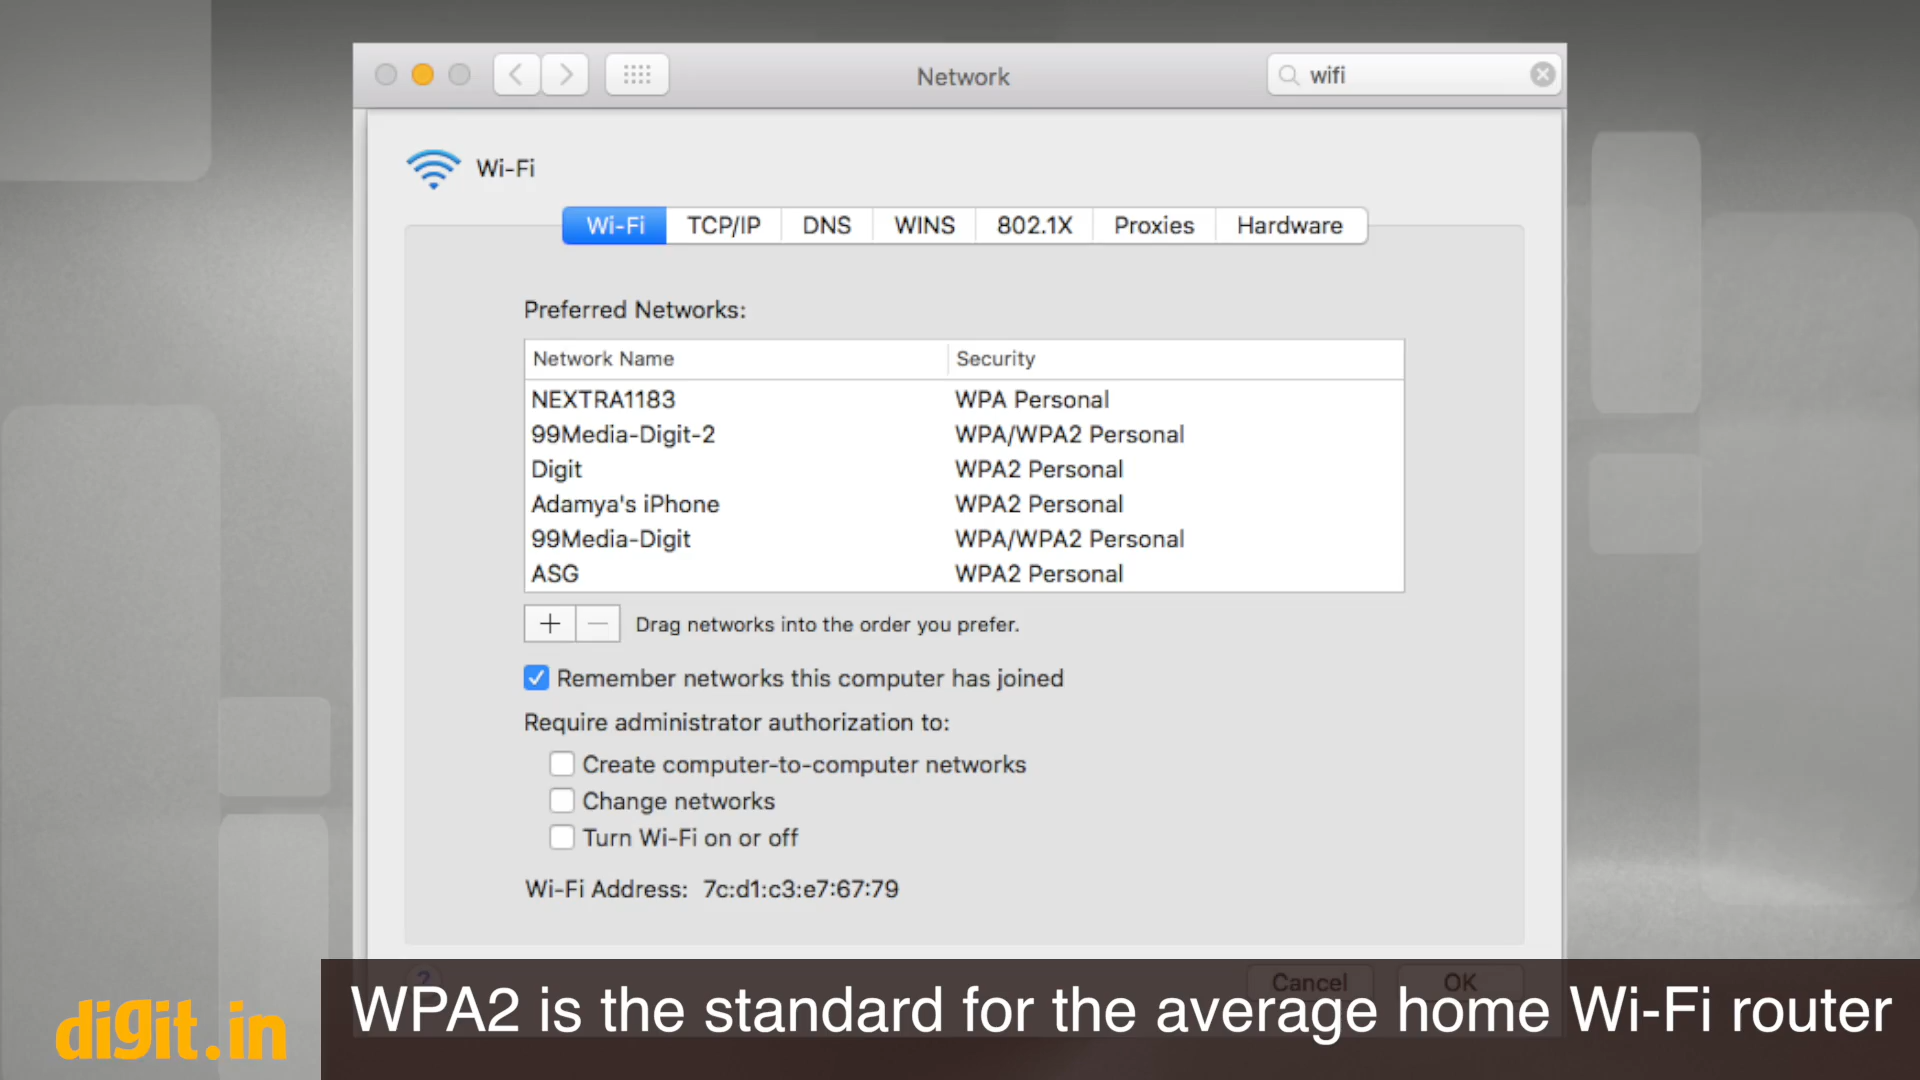 Network
wifi
Wi-Fi
Wi-Fi TCP/IP DNS WINS 802.1X Proxies Hardware
Preferred Networks:
Network Name Security
NEXTRA1183 WPA Personal
99Media-Digit-2 WPA/WPA2 Personal
Digit WPA2 Personal
Adamya's iPhone WPA2 Personal
99Media-Digit WPA/WPA2 Personal
ASG WPA2 Personal
+ − Drag networks into the order you prefer.
Remember networks this computer has joined
Require administrator authorization to:
Create computer-to-computer networks
Change networks
Turn Wi-Fi on or off
Wi-Fi Address: 7c:d1:c3:e7:67:79
? Cancel OK
WPA2 is the standard for the average home Wi-Fi router
digit.in